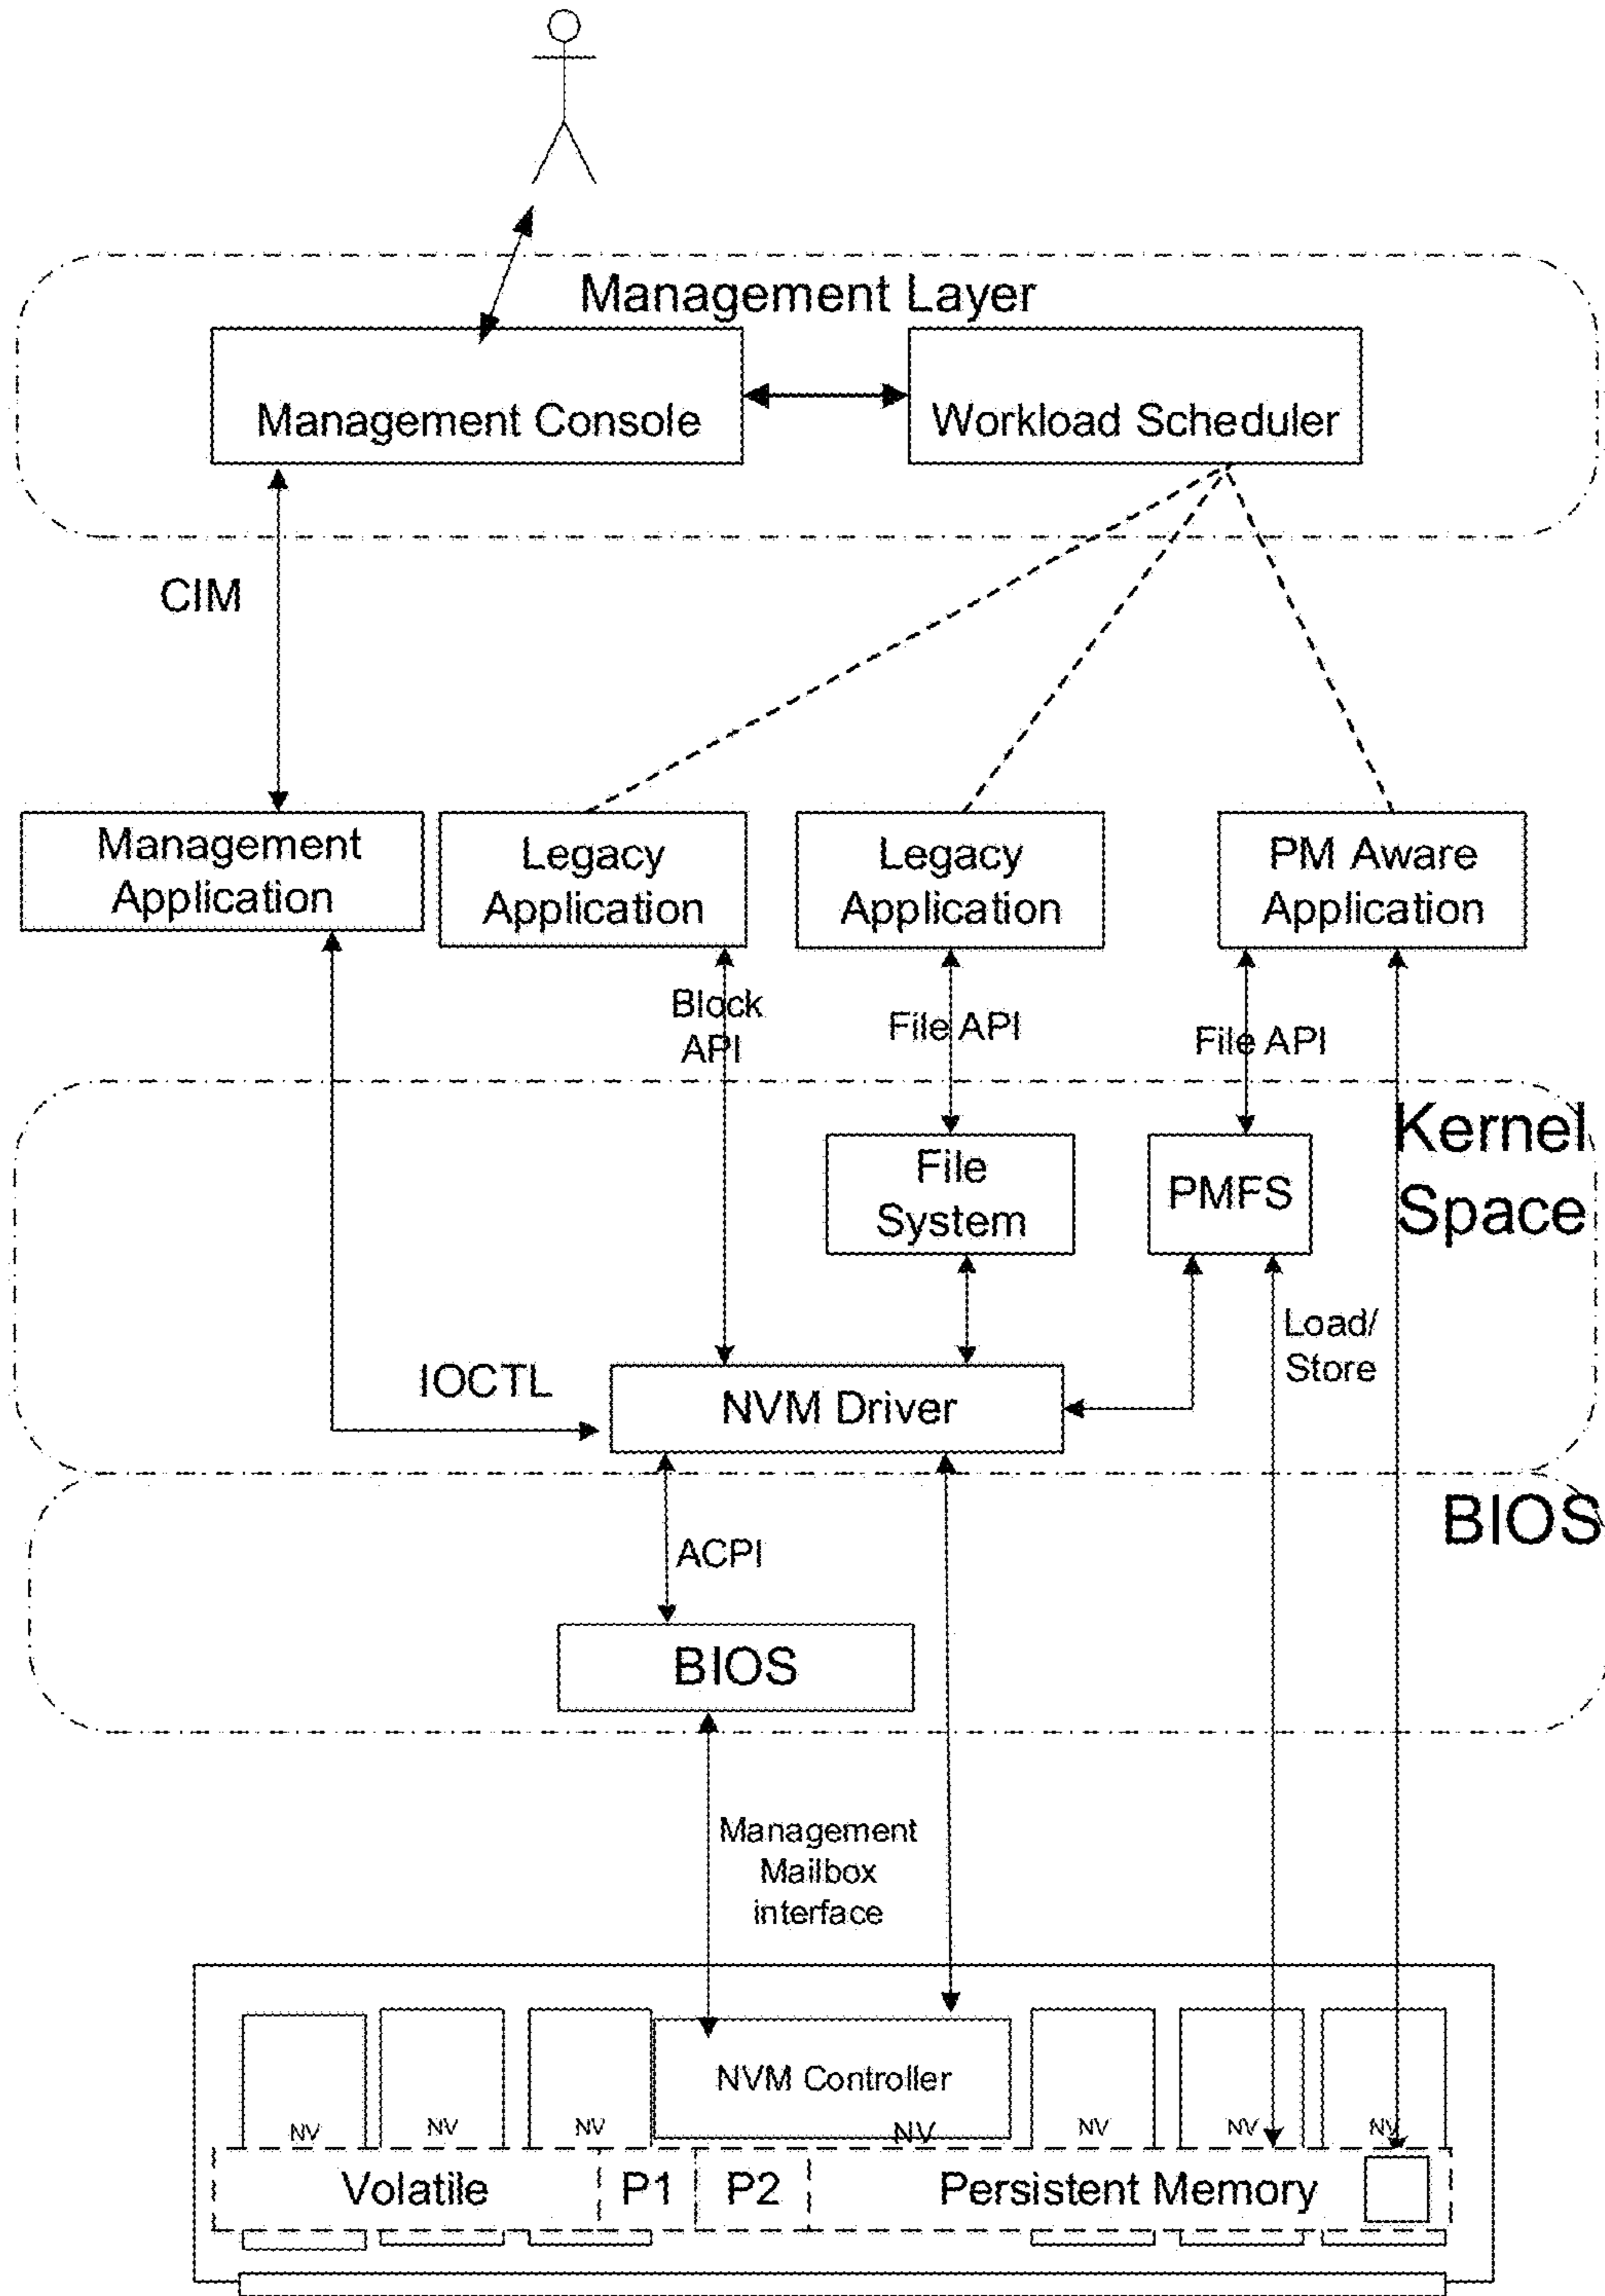 Management Layer
Management Console
Workload Scheduler
CIM
Management
Application
Legacy
Application
Legacy
Application
PM Aware
Application
Block
API
File API
File API
Kernel
Space
File
System
PMFS
Load/
Store
IOCTL
NVM Driver
BIOS
ACPI
BIOS
Management
Mailbox
interface
NVM Controller
NV
NV
NV
NV
NV
NV
NV
Volatile
P1
P2
Persistent Memory